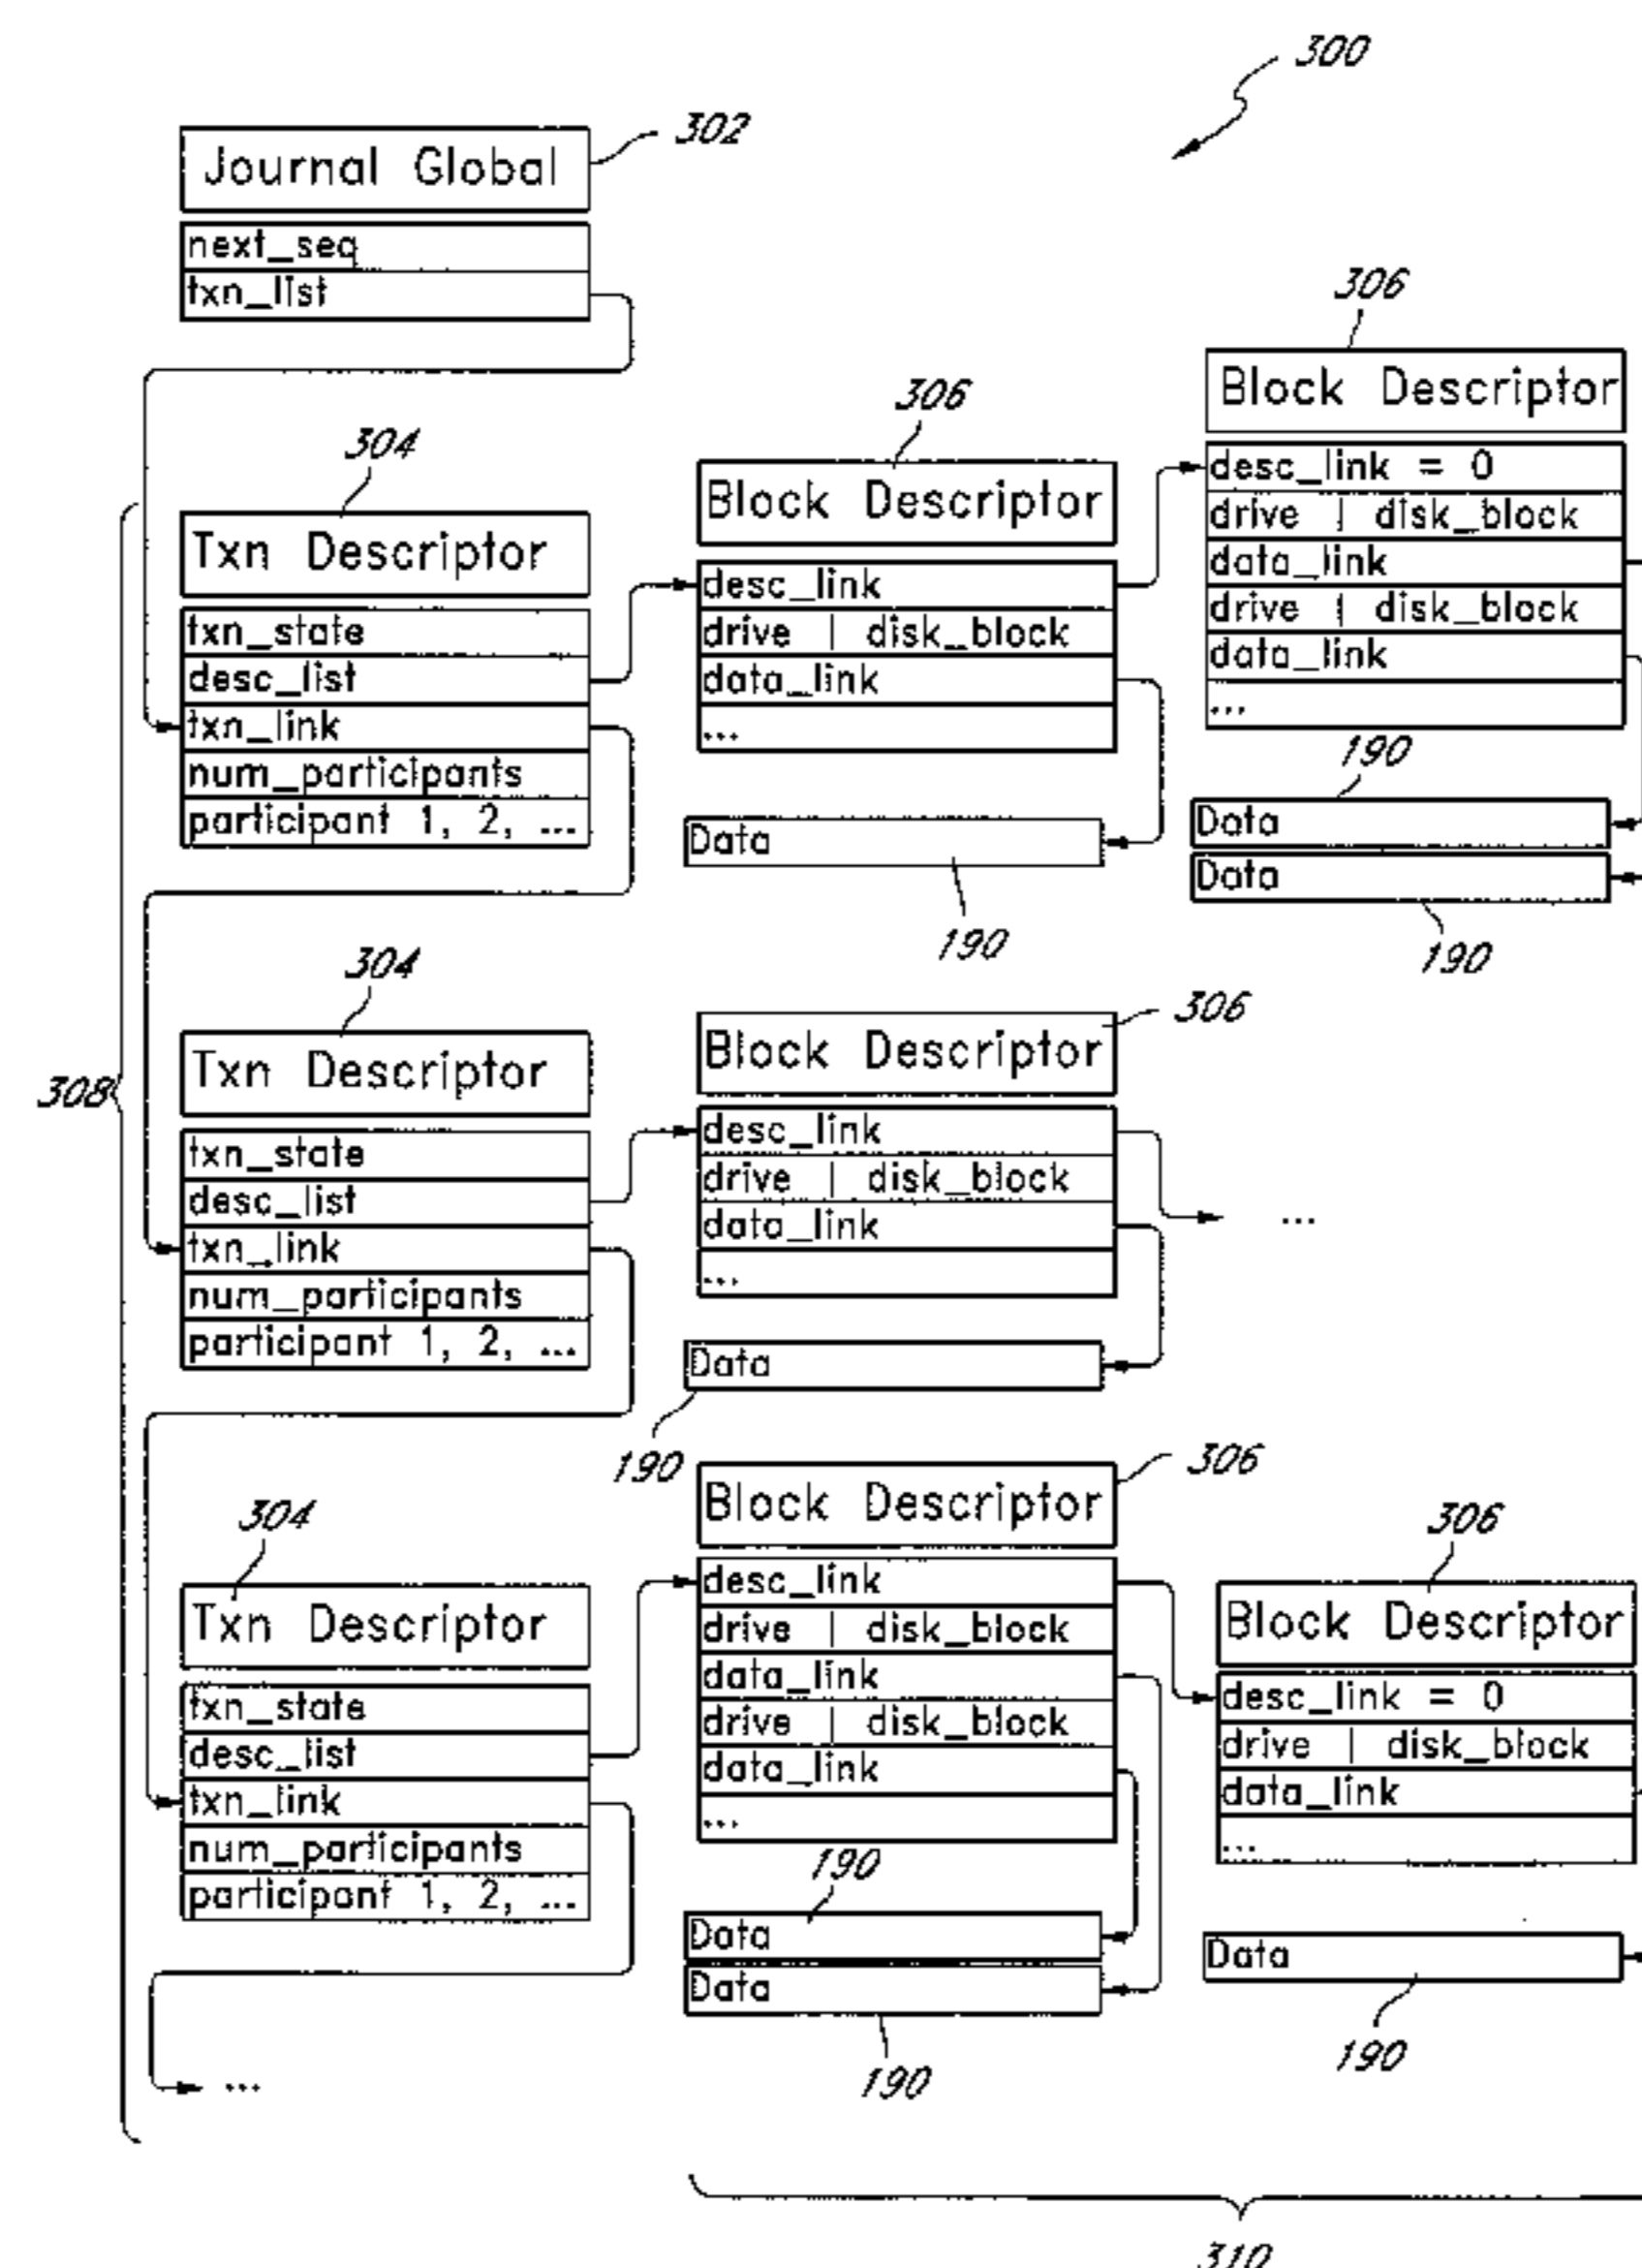 300
302
Journal Global
next_seq
txn_list
306
Block Descriptor
desc_link = 0
drive | disk_block
data_link
drive | disk_block
data_link
...
190
Data
Data
190
306
Block Descriptor
desc_link
drive | disk_block
data_link
...
Data
190
304
Txn Descriptor
txn_state
desc_list
txn_link
num_participants
participant 1, 2, ...
308
304
Txn Descriptor
txn_state
desc_list
txn_link
num_participants
participant 1, 2, ...
306
Block Descriptor
desc_link
drive | disk_block
data_link
...
...
Data
190
304
Txn Descriptor
txn_state
desc_list
txn_link
num_participants
participant 1, 2, ...
...
306
Block Descriptor
desc_link
drive | disk_block
data_link
drive | disk_block
data_link
...
190
Data
Data
190
306
Block Descriptor
desc_link = 0
drive | disk_block
data_link
...
Data
190
310